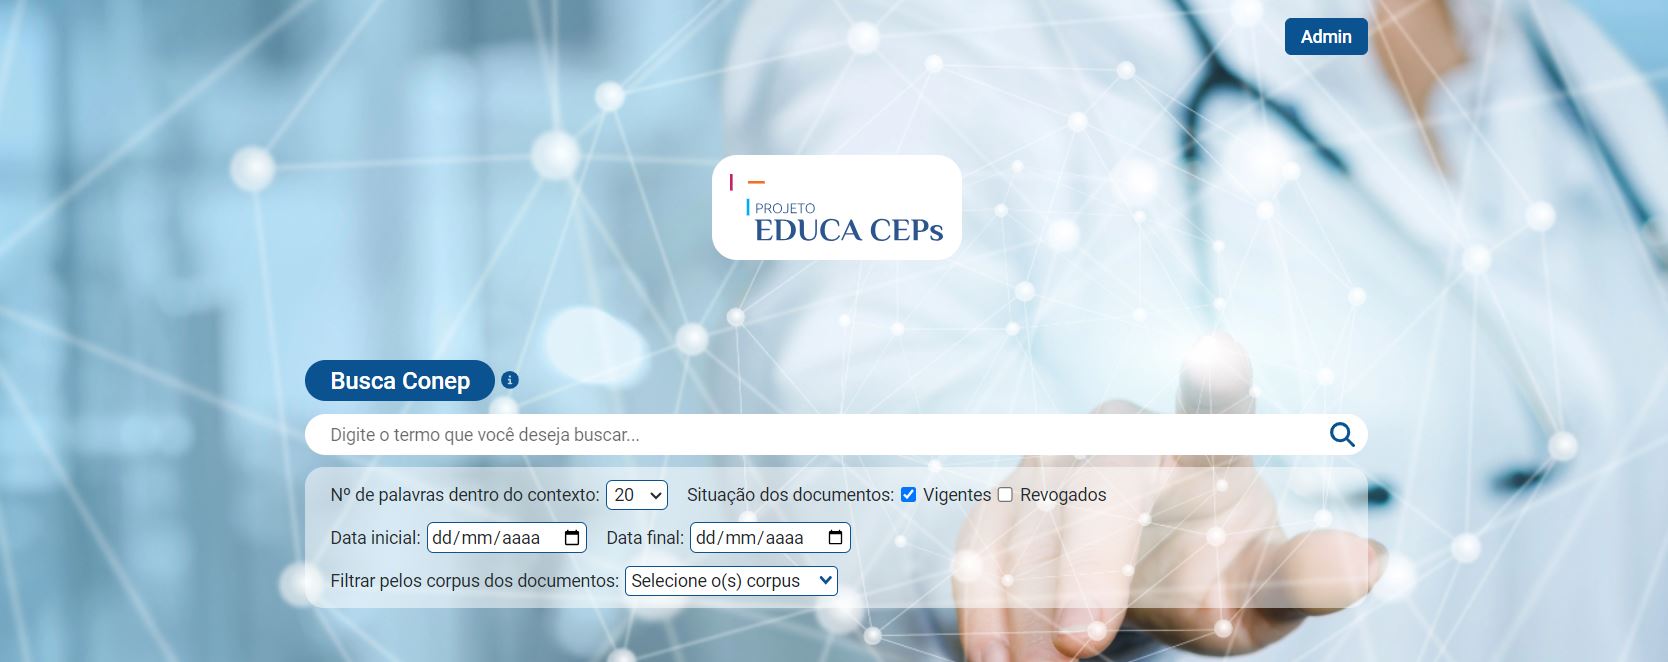 Admin
PROJETO
EDUCA CEPs
Busca Conep
Digite o termo que você deseja buscar...
Nº de palavras dentro do contexto: 20 Situação dos documentos: Vigentes Revogados
Data inicial: dd/mm/aaaa Data final: dd/mm/aaaa
Filtrar pelos corpus dos documentos: Selecione o(s) corpus